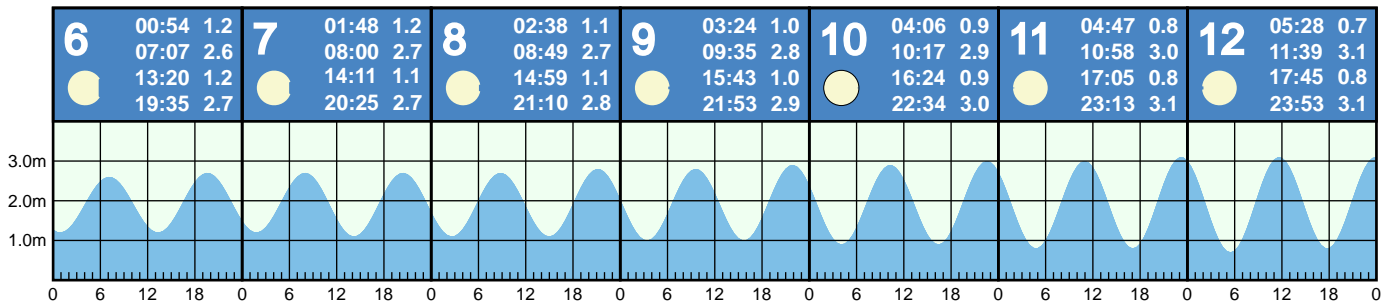 6 00:54 1.2 7 01:48 1.2 8 02:38 1.1 9 03:24 1.0 10 04:06 0.9 11 04:47 0.8 12 05:28 0.7
07:07 2.6 08:00 2.7 08:49 2.7 09:35 2.8 10:17 2.9 10:58 3.0 11:39 3.1
13:20 1.2 14:11 1.1 14:59 1.1 15:43 1.0 16:24 0.9 17:05 0.8 17:45 0.8
19:35 2.7 20:25 2.7 21:10 2.8 21:53 2.9 22:34 3.0 23:13 3.1 23:53 3.1
3.0m
2.0m
1.0m
0 6 12 18 0 6 12 18 0 6 12 18 0 6 12 18 0 6 12 18 0 6 12 18 0 6 12 18 0